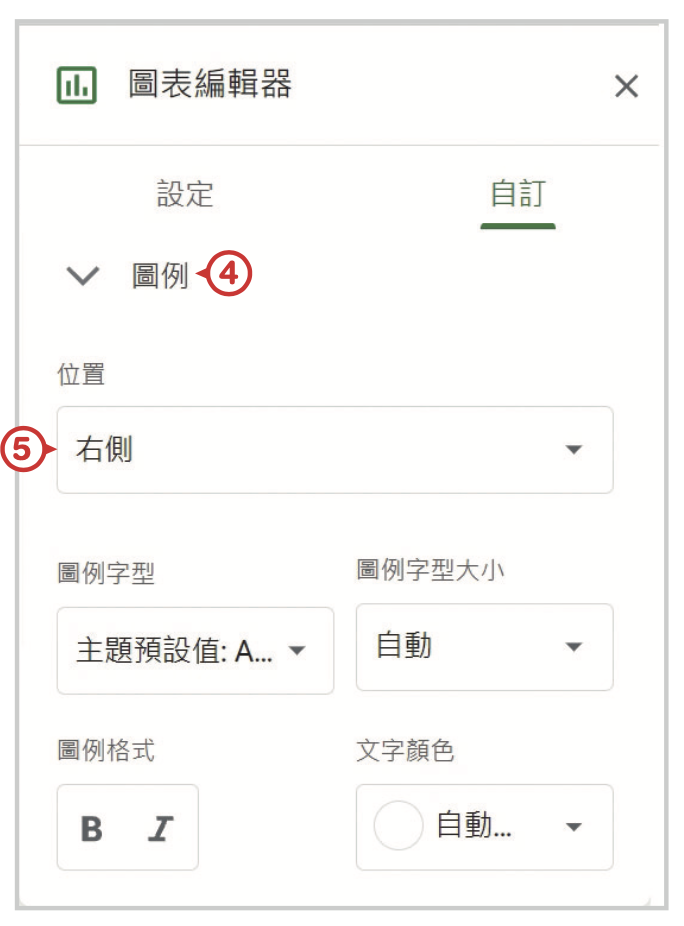 圖表編輯器
設定 自訂
圖例 4
位置
5 右側
圖例字型 圖例字型大小
主題預設值: A... 自動
圖例格式 文字顏色
B I 自動...